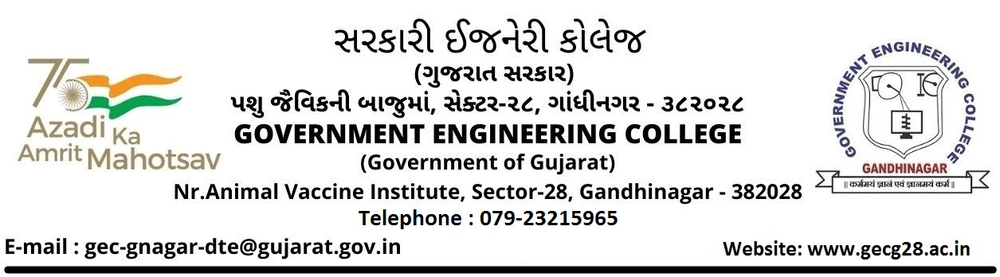 સરકારી ઈજનેરી કોલેજ
(ગુજરાત સરકાર)
પશુ જૈવિકની બાજુમાં, સેક્ટર-૨૮, ગાંધીનગર - ૩૮૨૦૨૮
GOVERNMENT ENGINEERING COLLEGE
(Government of Gujarat)
Nr.Animal Vaccine Institute, Sector-28, Gandhinagar - 382028
Telephone : 079-23215965
E-mail : gec-gnagar-dte@gujarat.gov.in
Website: www.gecg28.ac.in
75
Azadi Ka
Amrit Mahotsav
GOVERNMENT ENGINEERING COLLEGE
GANDHINAGAR
॥ कर्ममयं ज्ञानं एवं ज्ञानमयं कर्म ॥